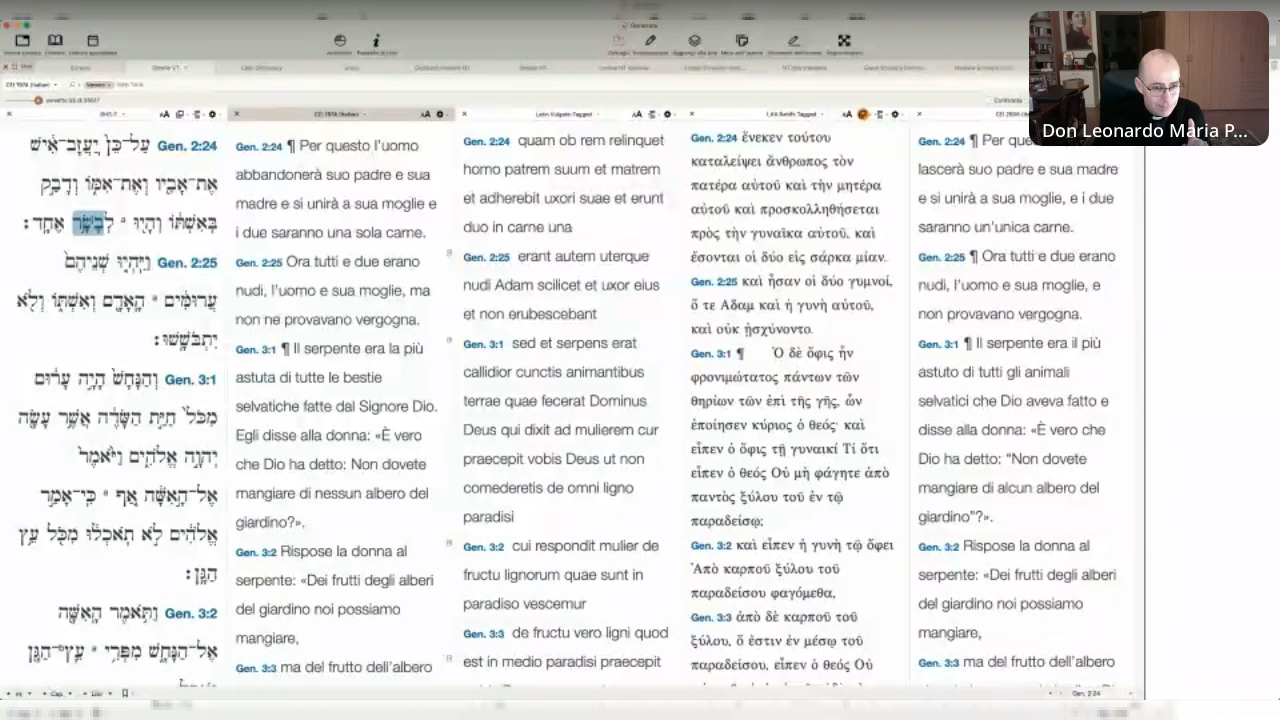 Don Leonardo Maria P...
CEI 1974 (Italian)
Latin Vulgate Tagged
Gen. 2:24 עַל־כֵּן֙ יַֽעֲזָב־אִ֔ישׁ
אֶת־אָבִ֖יו וְאֶת־אִמּ֑וֹ וְדָבַ֣ק
בְּאִשְׁתּ֔וֹ וְהָי֖וּ לְבָשָׂ֥ר אֶחָֽד׃
Gen. 2:25 וַיִּֽהְי֤וּ שְׁנֵיהֶם֙
עֲרוּמִּ֔ים הָֽאָדָ֖ם וְאִשְׁתּ֑וֹ וְלֹ֖א
יִתְבֹּשָֽׁשׁוּ׃
Gen. 3:1 וְהַנָּחָשׁ֙ הָיָ֣ה עָר֔וּם
מִכֹּל֙ חַיַּ֣ת הַשָּׂדֶ֔ה אֲשֶׁ֥ר עָשָׂ֖ה
יְהוָ֣ה אֱלֹהִ֑ים וַיֹּ֙אמֶר֙
אֶל־הָ֣אִשָּׁ֔ה אַ֚ף כִּֽי־אָמַ֣ר
אֱלֹהִ֔ים לֹ֣א תֹֽאכְל֔וּ מִכֹּ֖ל עֵ֥ץ
הַגָּֽן׃
Gen. 3:2 וַתֹּ֥אמֶר הָֽאִשָּׁ֖ה
אֶל־הַנָּחָ֑שׁ מִפְּרִ֥י עֵֽץ־הַגָּ֖ן
Gen. 2:24 ¶ Per questo l'uomo
abbandonerà suo padre e sua
madre e si unirà a sua moglie e
i due saranno una sola carne.
Gen. 2:25 Ora tutti e due erano
nudi, l'uomo e sua moglie, ma
non ne provavano vergogna.
Gen. 3:1 ¶ Il serpente era la più
astuta di tutte le bestie
selvatiche fatte dal Signore Dio.
Egli disse alla donna: «È vero
che Dio ha detto: Non dovete
mangiare di nessun albero del
giardino?».
Gen. 3:2 Rispose la donna al
serpente: «Dei frutti degli alberi
del giardino noi possiamo
mangiare,
Gen. 3:3 ma del frutto dell'albero
Gen. 2:24 quam ob rem relinquet
homo patrem suum et matrem
et adherebit uxori suae et erunt
duo in carne una
Gen. 2:25 erant autem uterque
nudi Adam scilicet et uxor eius
et non erubescebant
Gen. 3:1 sed et serpens erat
callidior cunctis animantibus
terrae quae fecerat Dominus
Deus qui dixit ad mulierem cur
praecepit vobis Deus ut non
comederetis de omni ligno
paradisi
Gen. 3:2 cui respondit mulier de
fructu lignorum quae sunt in
paradiso vescemur
Gen. 3:3 de fructu vero ligni quod
est in medio paradisi praecepit
Gen. 2:24 ἕνεκεν τούτου
καταλείψει ἄνθρωπος τὸν
πατέρα αὐτοῦ καὶ τὴν μητέρα
αὐτοῦ καὶ προσκολληθήσεται
πρὸς τὴν γυναῖκα αὐτοῦ, καὶ
ἔσονται οἱ δύο εἰς σάρκα μίαν.
Gen. 2:25 καὶ ἦσαν οἱ δύο γυμνοί,
ὅ τε Αδαμ καὶ ἡ γυνὴ αὐτοῦ,
καὶ οὐκ ᾐσχύνοντο.
Gen. 3:1 ¶ Ὁ δὲ ὄφις ἦν
φρονιμώτατος πάντων τῶν
θηρίων τῶν ἐπὶ τῆς γῆς, ὧν
ἐποίησεν κύριος ὁ θεός· καὶ
εἶπεν ὁ ὄφις τῇ γυναικί Τί ὅτι
εἶπεν ὁ θεός Οὐ μὴ φάγητε ἀπὸ
παντὸς ξύλου τοῦ ἐν τῷ
παραδείσῳ;
Gen. 3:2 καὶ εἶπεν ἡ γυνὴ τῷ ὄφει
Ἀπὸ καρποῦ ξύλου τοῦ
παραδείσου φαγόμεθα,
Gen. 3:3 ἀπὸ δὲ καρποῦ τοῦ
ξύλου, ὅ ἐστιν ἐν μέσῳ τοῦ
παραδείσου, εἶπεν ὁ θεός Οὐ
Gen. 2:24 ¶ Per
lascerà suo padre e sua madre
e si unirà a sua moglie, e i due
saranno un'unica carne.
Gen. 2:25 ¶ Ora tutti e due erano
nudi, l'uomo e sua moglie, e
non provavano vergogna.
Gen. 3:1 ¶ Il serpente era il più
astuto di tutti gli animali
selvatici che Dio aveva fatto e
disse alla donna: «È vero che
Dio ha detto: "Non dovete
mangiare di alcun albero del
giardino"?».
Gen. 3:2 Rispose la donna al
serpente: «Dei frutti degli alberi
del giardino noi possiamo
mangiare,
Gen. 3:3 ma del frutto dell'albero
Gen. 2:24